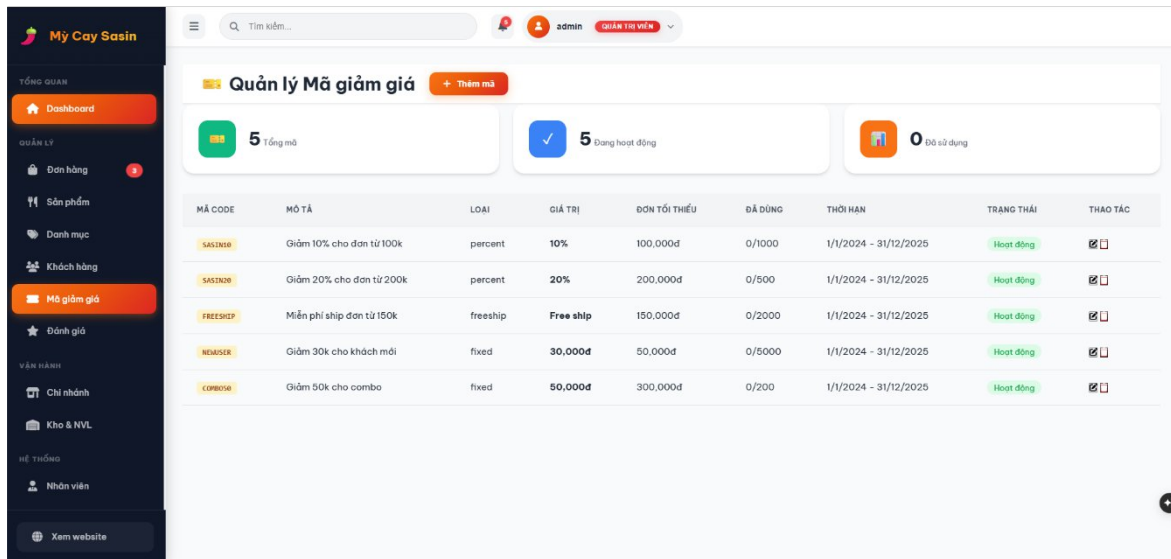 Mỳ Cay Sasin
Tìm kiếm...
5
admin
QUẢN TRỊ VIÊN
TỔNG QUAN
Dashboard
QUẢN LÝ
Đơn hàng 3
Sản phẩm
Danh mục
Khách hàng
Mã giảm giá
Đánh giá
VẬN HÀNH
Chi nhánh
Kho & NVL
HỆ THỐNG
Nhân viên
Xem website
Quản lý Mã giảm giá
+ Thêm mã
5 Tổng mã
5 Đang hoạt động
0 Đã sử dụng
MÃ CODE MÔ TẢ LOẠI GIÁ TRỊ ĐƠN TỐI THIỂU ĐÃ DÙNG THỜI HẠN TRẠNG THÁI THAO TÁC
SASIN10 Giảm 10% cho đơn từ 100k percent 10% 100,000đ 0/1000 1/1/2024 - 31/12/2025 Hoạt động
SASIN20 Giảm 20% cho đơn từ 200k percent 20% 200,000đ 0/500 1/1/2024 - 31/12/2025 Hoạt động
FREESHIP Miễn phí ship đơn từ 150k freeship Free ship 150,000đ 0/2000 1/1/2024 - 31/12/2025 Hoạt động
NEWUSER Giảm 30k cho khách mới fixed 30,000đ 50,000đ 0/5000 1/1/2024 - 31/12/2025 Hoạt động
COMBO50 Giảm 50k cho combo fixed 50,000đ 300,000đ 0/200 1/1/2024 - 31/12/2025 Hoạt động